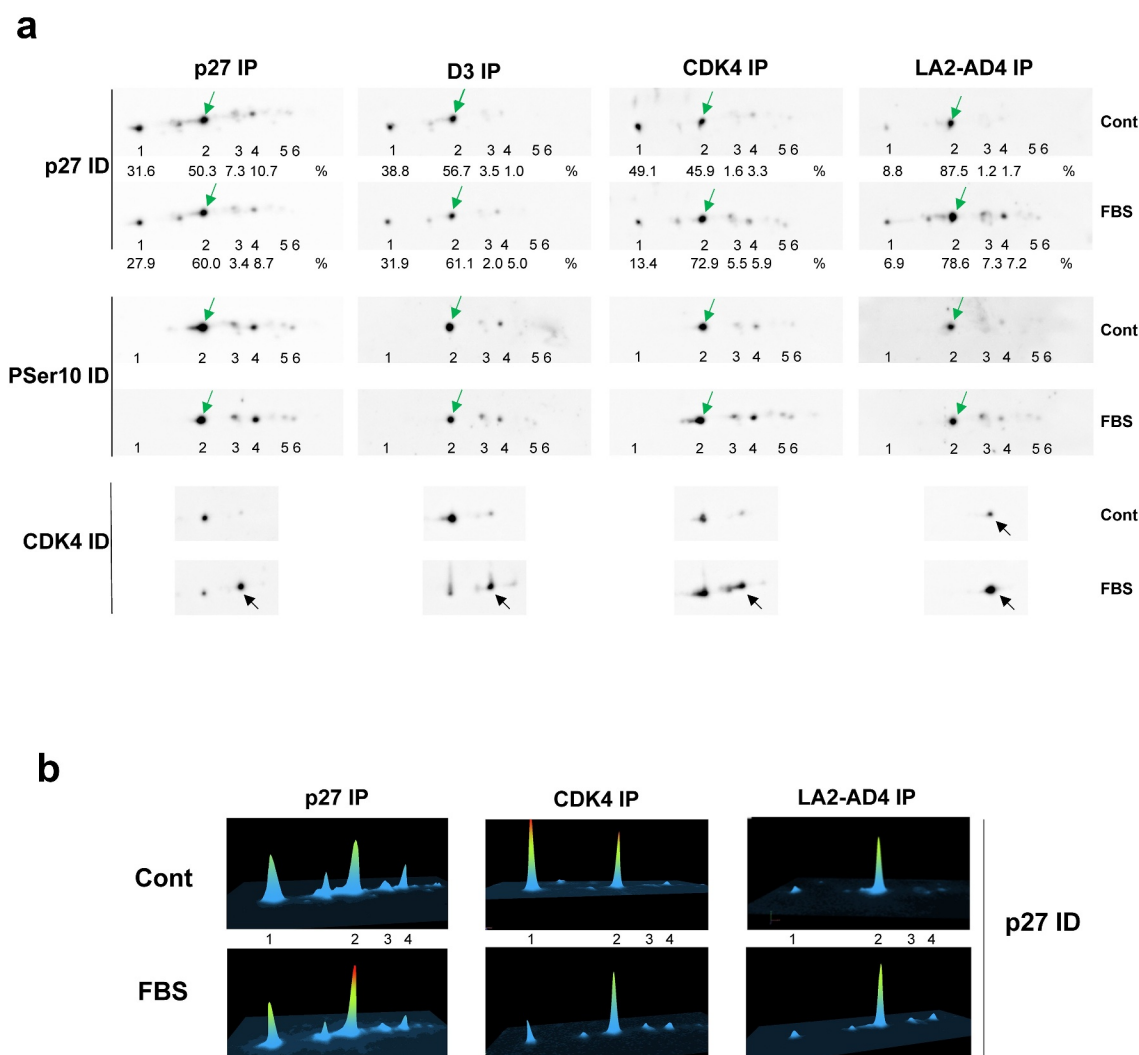 a
p27 IP D3 IP CDK4 IP LA2-AD4 IP
p27 ID
Cont
1 2 3 4 5 6 1 2 3 4 5 6 1 2 3 4 5 6 1 2 3 4 5 6
31.6 50.3 7.3 10.7 % 38.8 56.7 3.5 1.0 % 49.1 45.9 1.6 3.3 % 8.8 87.5 1.2 1.7 %
FBS
1 2 3 4 5 6 1 2 3 4 5 6 1 2 3 4 5 6 1 2 3 4 5 6
27.9 60.0 3.4 8.7 % 31.9 61.1 2.0 5.0 % 13.4 72.9 5.5 5.9 % 6.9 78.6 7.3 7.2 %
PSer10 ID
Cont
1 2 3 4 5 6 1 2 3 4 5 6 1 2 3 4 5 6 1 2 3 4 5 6
FBS
1 2 3 4 5 6 1 2 3 4 5 6 1 2 3 4 5 6 1 2 3 4 5 6
CDK4 ID
Cont
FBS
b
p27 IP CDK4 IP LA2-AD4 IP
Cont
1 2 3 4 1 2 3 4 1 2 3 4
p27 ID
FBS